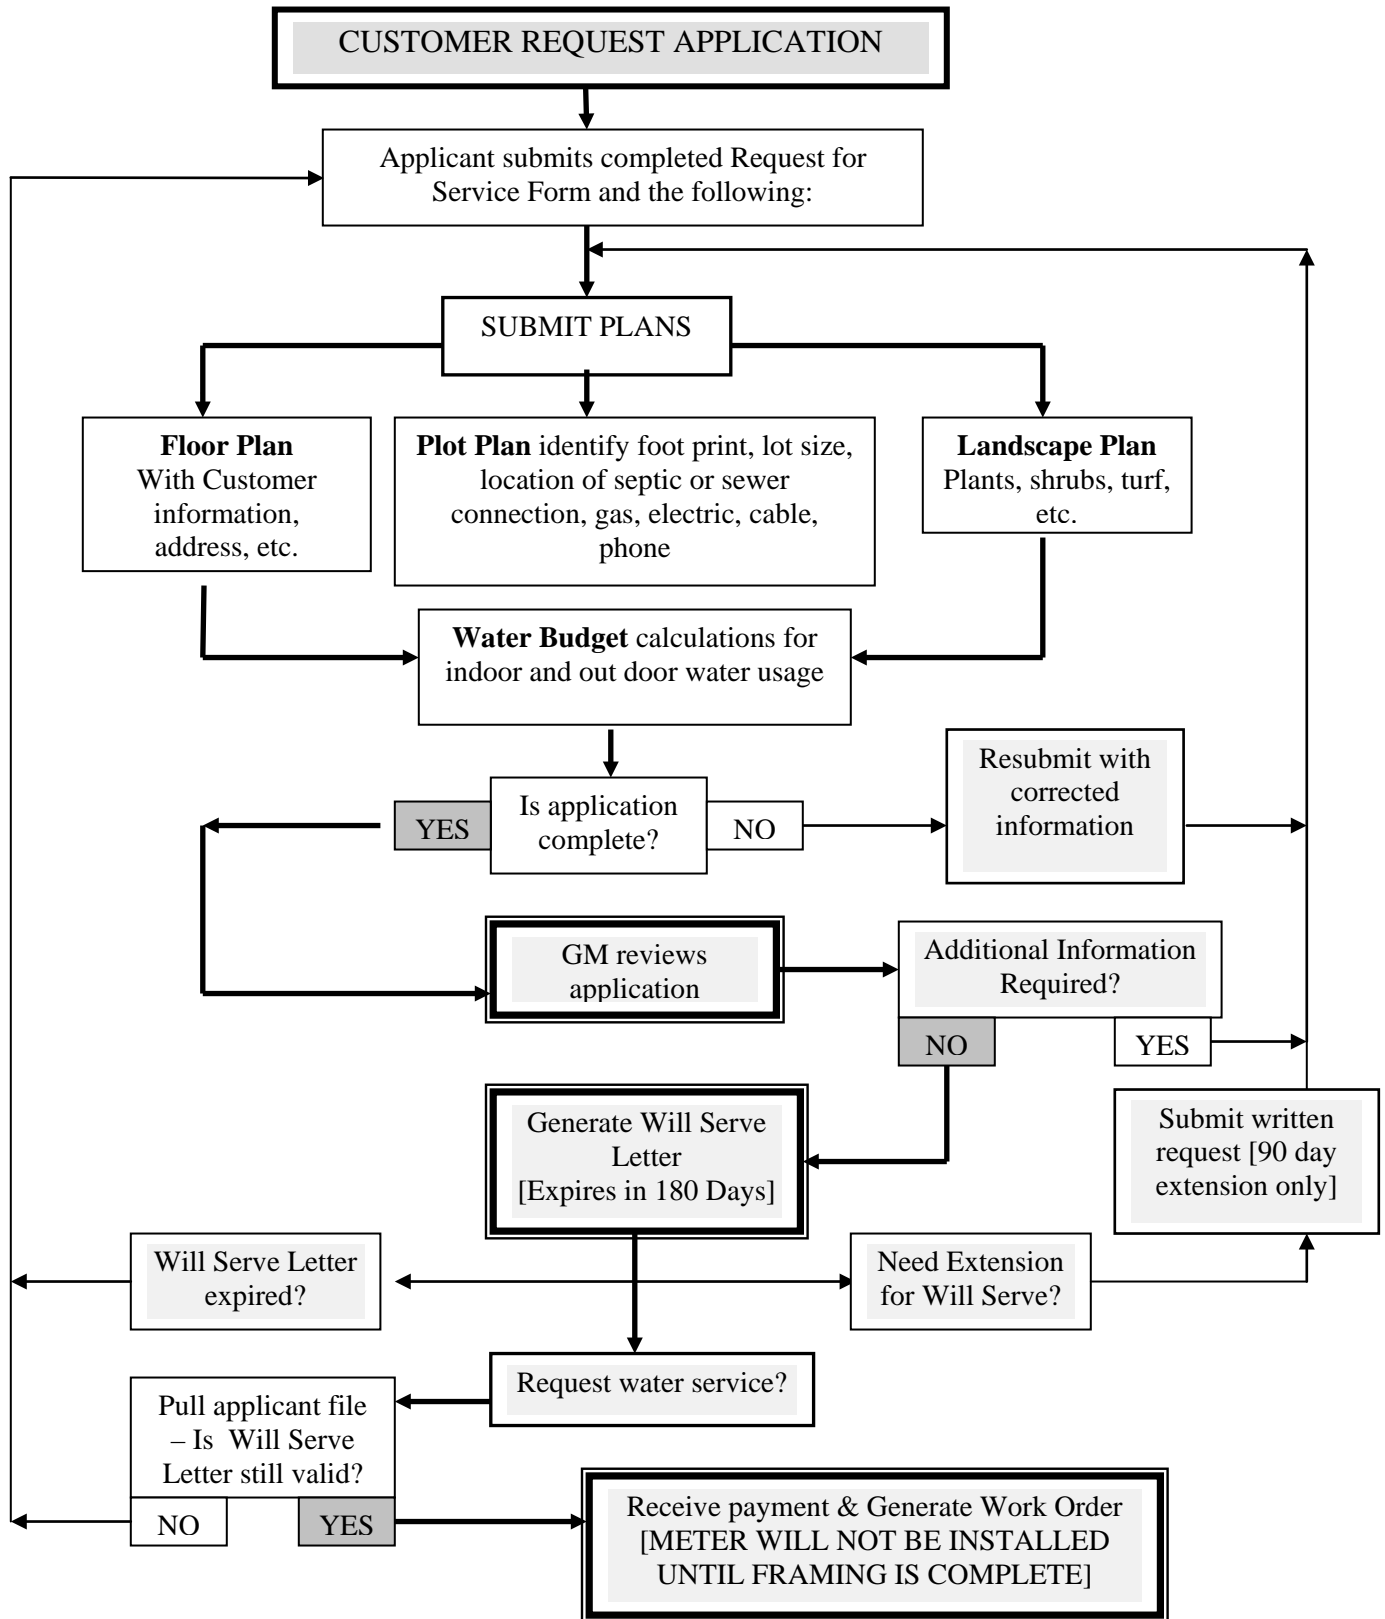 CUSTOMER REQUEST APPLICATION
Applicant submits completed Request for
Service Form and the following:
SUBMIT PLANS
Floor Plan
With Customer
information,
address, etc.
Plot Plan identify foot print, lot size,
location of septic or sewer
connection, gas, electric, cable,
phone
Landscape Plan
Plants, shrubs, turf,
etc.
Water Budget calculations for
indoor and out door water usage
Is application
complete?
YES
NO
Resubmit with
corrected
information
GM reviews
application
Additional Information
Required?
NO
YES
Generate Will Serve
Letter
[Expires in 180 Days]
Submit written
request [90 day
extension only]
Will Serve Letter
expired?
Need Extension
for Will Serve?
Request water service?
Pull applicant file
– Is Will Serve
Letter still valid?
NO
YES
Receive payment & Generate Work Order
[METER WILL NOT BE INSTALLED
UNTIL FRAMING IS COMPLETE]